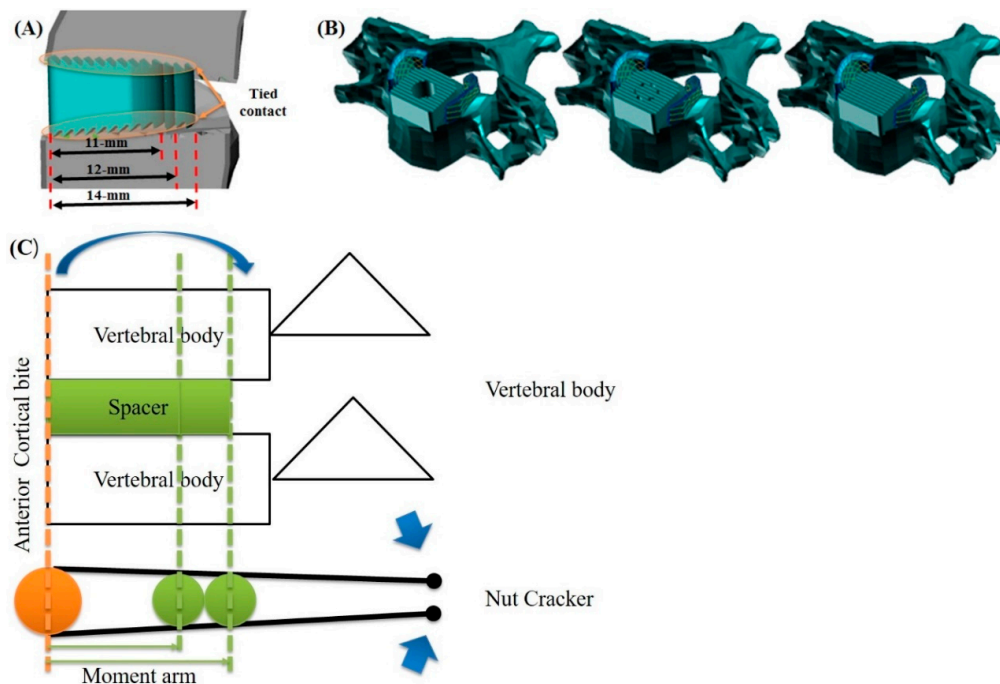 (A)
Tied
contact
11-mm
12-mm
14-mm
(B)
(C)
Anterior Cortical bite
Vertebral body
Spacer
Vertebral body
Vertebral body
Nut Cracker
Moment arm